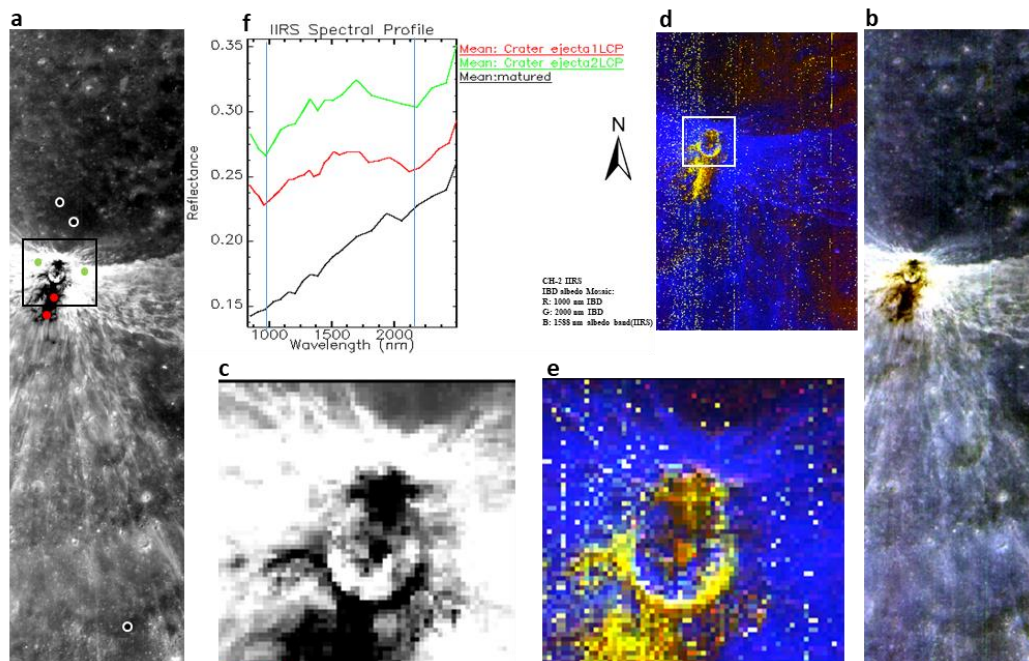 a
f
d
b
IIRS Spectral Profile
0.35
0.30
0.25
0.20
0.15
Reflectance
1000
1500
2000
Wavelength (nm)
Mean: Crater ejecta1LCP
Mean: Crater ejecta2LCP
Mean:matured
N
CH-2 IIRS
IBD albedo Mosaic:
R: 1000 nm IBD
G: 2000 nm IBD
B: 1588 nm albedo band(IIRS)
c
e